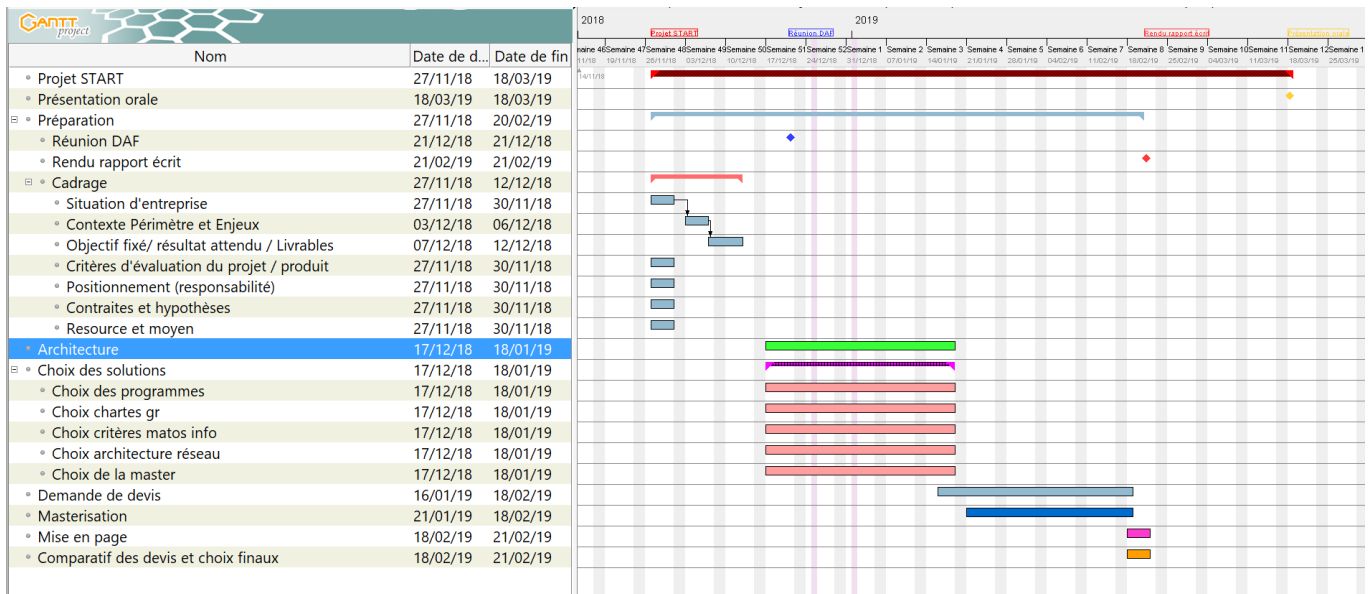 GANTT project
2018 2019
Projet START Réunion DAF Rendu rapport écrit Présentation orale
Nom Date de d... Date de fin
maine 46 Semaine 47 Semaine 48 Semaine 49 Semaine 50 Semaine 51 Semaine 52 Semaine 1 Semaine 2 Semaine 3 Semaine 4 Semaine 5 Semaine 6 Semaine 7 Semaine 8 Semaine 9 Semaine 10 Semaine 11 Semaine 12 Semaine 1
11/18 19/11/18 26/11/18 03/12/18 10/12/18 17/12/18 24/12/18 31/12/18 07/01/19 14/01/19 21/01/19 28/01/19 04/02/19 11/02/19 18/02/19 25/02/19 04/03/19 11/03/19 18/03/19 25/03/19
14/11/18
Projet START 27/11/18 18/03/19
Présentation orale 18/03/19 18/03/19
Préparation 27/11/18 20/02/19
Réunion DAF 21/12/18 21/12/18
Rendu rapport écrit 21/02/19 21/02/19
Cadrage 27/11/18 12/12/18
Situation d'entreprise 27/11/18 30/11/18
Contexte Périmètre et Enjeux 03/12/18 06/12/18
Objectif fixé/ résultat attendu / Livrables 07/12/18 12/12/18
Critères d'évaluation du projet / produit 27/11/18 30/11/18
Positionnement (responsabilité) 27/11/18 30/11/18
Contraites et hypothèses 27/11/18 30/11/18
Resource et moyen 27/11/18 30/11/18
Architecture 17/12/18 18/01/19
Choix des solutions 17/12/18 18/01/19
Choix des programmes 17/12/18 18/01/19
Choix chartes gr 17/12/18 18/01/19
Choix critères matos info 17/12/18 18/01/19
Choix architecture réseau 17/12/18 18/01/19
Choix de la master 17/12/18 18/01/19
Demande de devis 16/01/19 18/02/19
Masterisation 21/01/19 18/02/19
Mise en page 18/02/19 21/02/19
Comparatif des devis et choix finaux 18/02/19 21/02/19